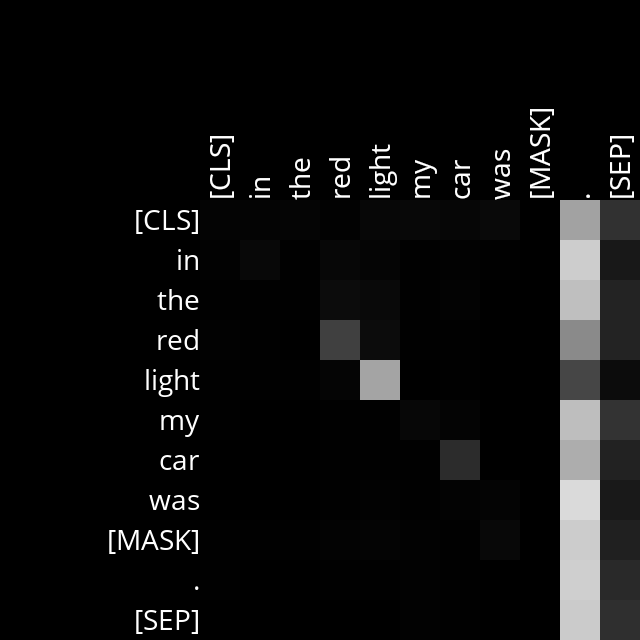 [CLS] in the red light my car was [MASK] . [SEP]
[CLS]
in
the
red
light
my
car
was
[MASK]
.
[SEP]